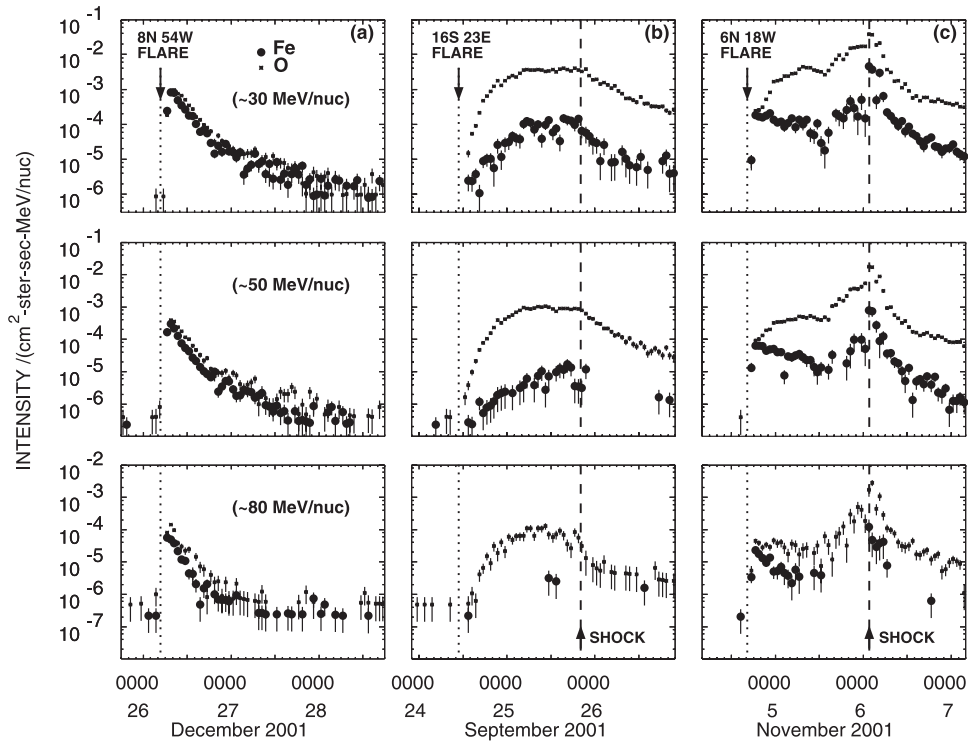 8N 54W
FLARE
(a)
Fe
O
(~30 MeV/nuc)
16S 23E
FLARE
(b)
6N 18W
FLARE
(c)
10^-1
10^-2
10^-3
10^-4
10^-5
10^-6
(~50 MeV/nuc)
10^-1
10^-2
10^-3
10^-4
10^-5
10^-6
(~80 MeV/nuc)
10^-2
10^-3
10^-4
10^-5
10^-6
10^-7
SHOCK
SHOCK
INTENSITY /(cm^2-ster-sec-MeV/nuc)
0000 0000 0000
26 27 28
December 2001
0000 0000 0000
24 25 26
September 2001
0000 0000 0000
5 6 7
November 2001